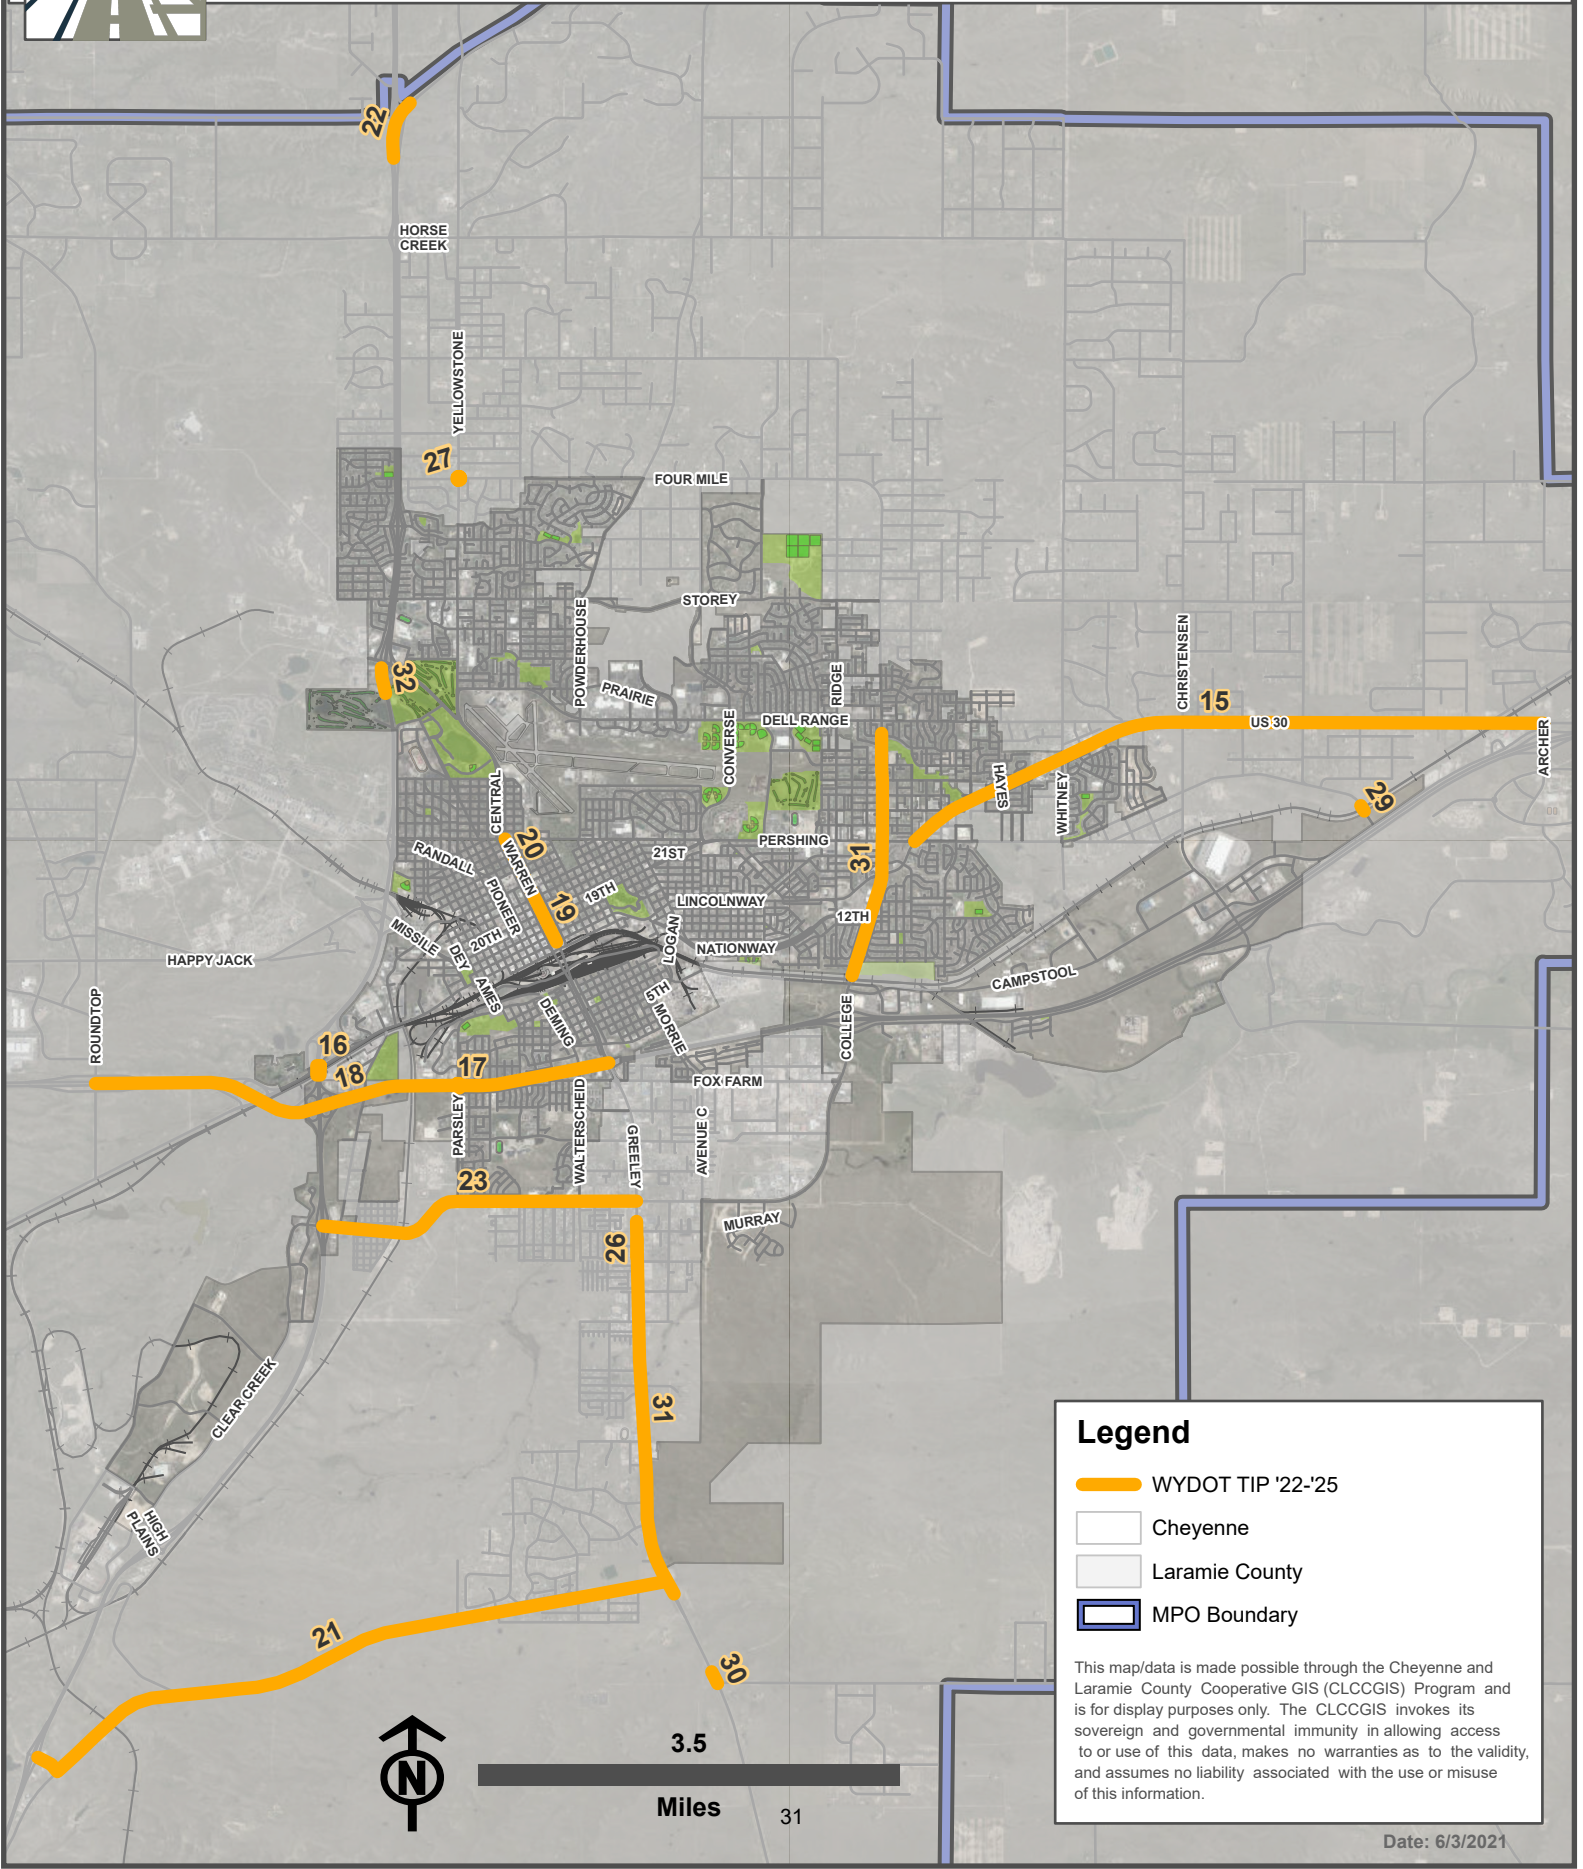 22
HORSE
CREEK
YELLOWSTONE
27
FOUR MILE
STOREY
POWDERHOUSE
CHRISTENSEN
32
PRAIRIE
RIDGE
15
CONVERSE
DELL RANGE
US 30
ARCHER
CENTRAL
HAYES
WHITNEY
29
20
WARREN
RANDALL
21ST
PERSHING
31
PIONEER
19TH
19
LINCOLNWAY
12TH
MISSILE
20TH
DEY
LOGAN
NATIONWAY
HAPPY JACK
AMES
CAMPSTOOL
5TH
ROUNDTOP
DEMING
MORRIE
COLLEGE
16
18
17
FOX FARM
PARSLEY
WALTERSCHEID
GREELEY
AVENUE C
23
MURRAY
26
CLEAR CREEK
31
HIGH
PLAINS
21
30
Legend
WYDOT TIP '22-'25
Cheyenne
Laramie County
MPO Boundary
This map/data is made possible through the Cheyenne and
Laramie County Cooperative GIS (CLCCGIS) Program and
is for display purposes only. The CLCCGIS invokes its
sovereign and governmental immunity in allowing access
to or use of this data, makes no warranties as to the validity,
and assumes no liability associated with the use or misuse
of this information.
N
3.5
Miles
31
Date: 6/3/2021